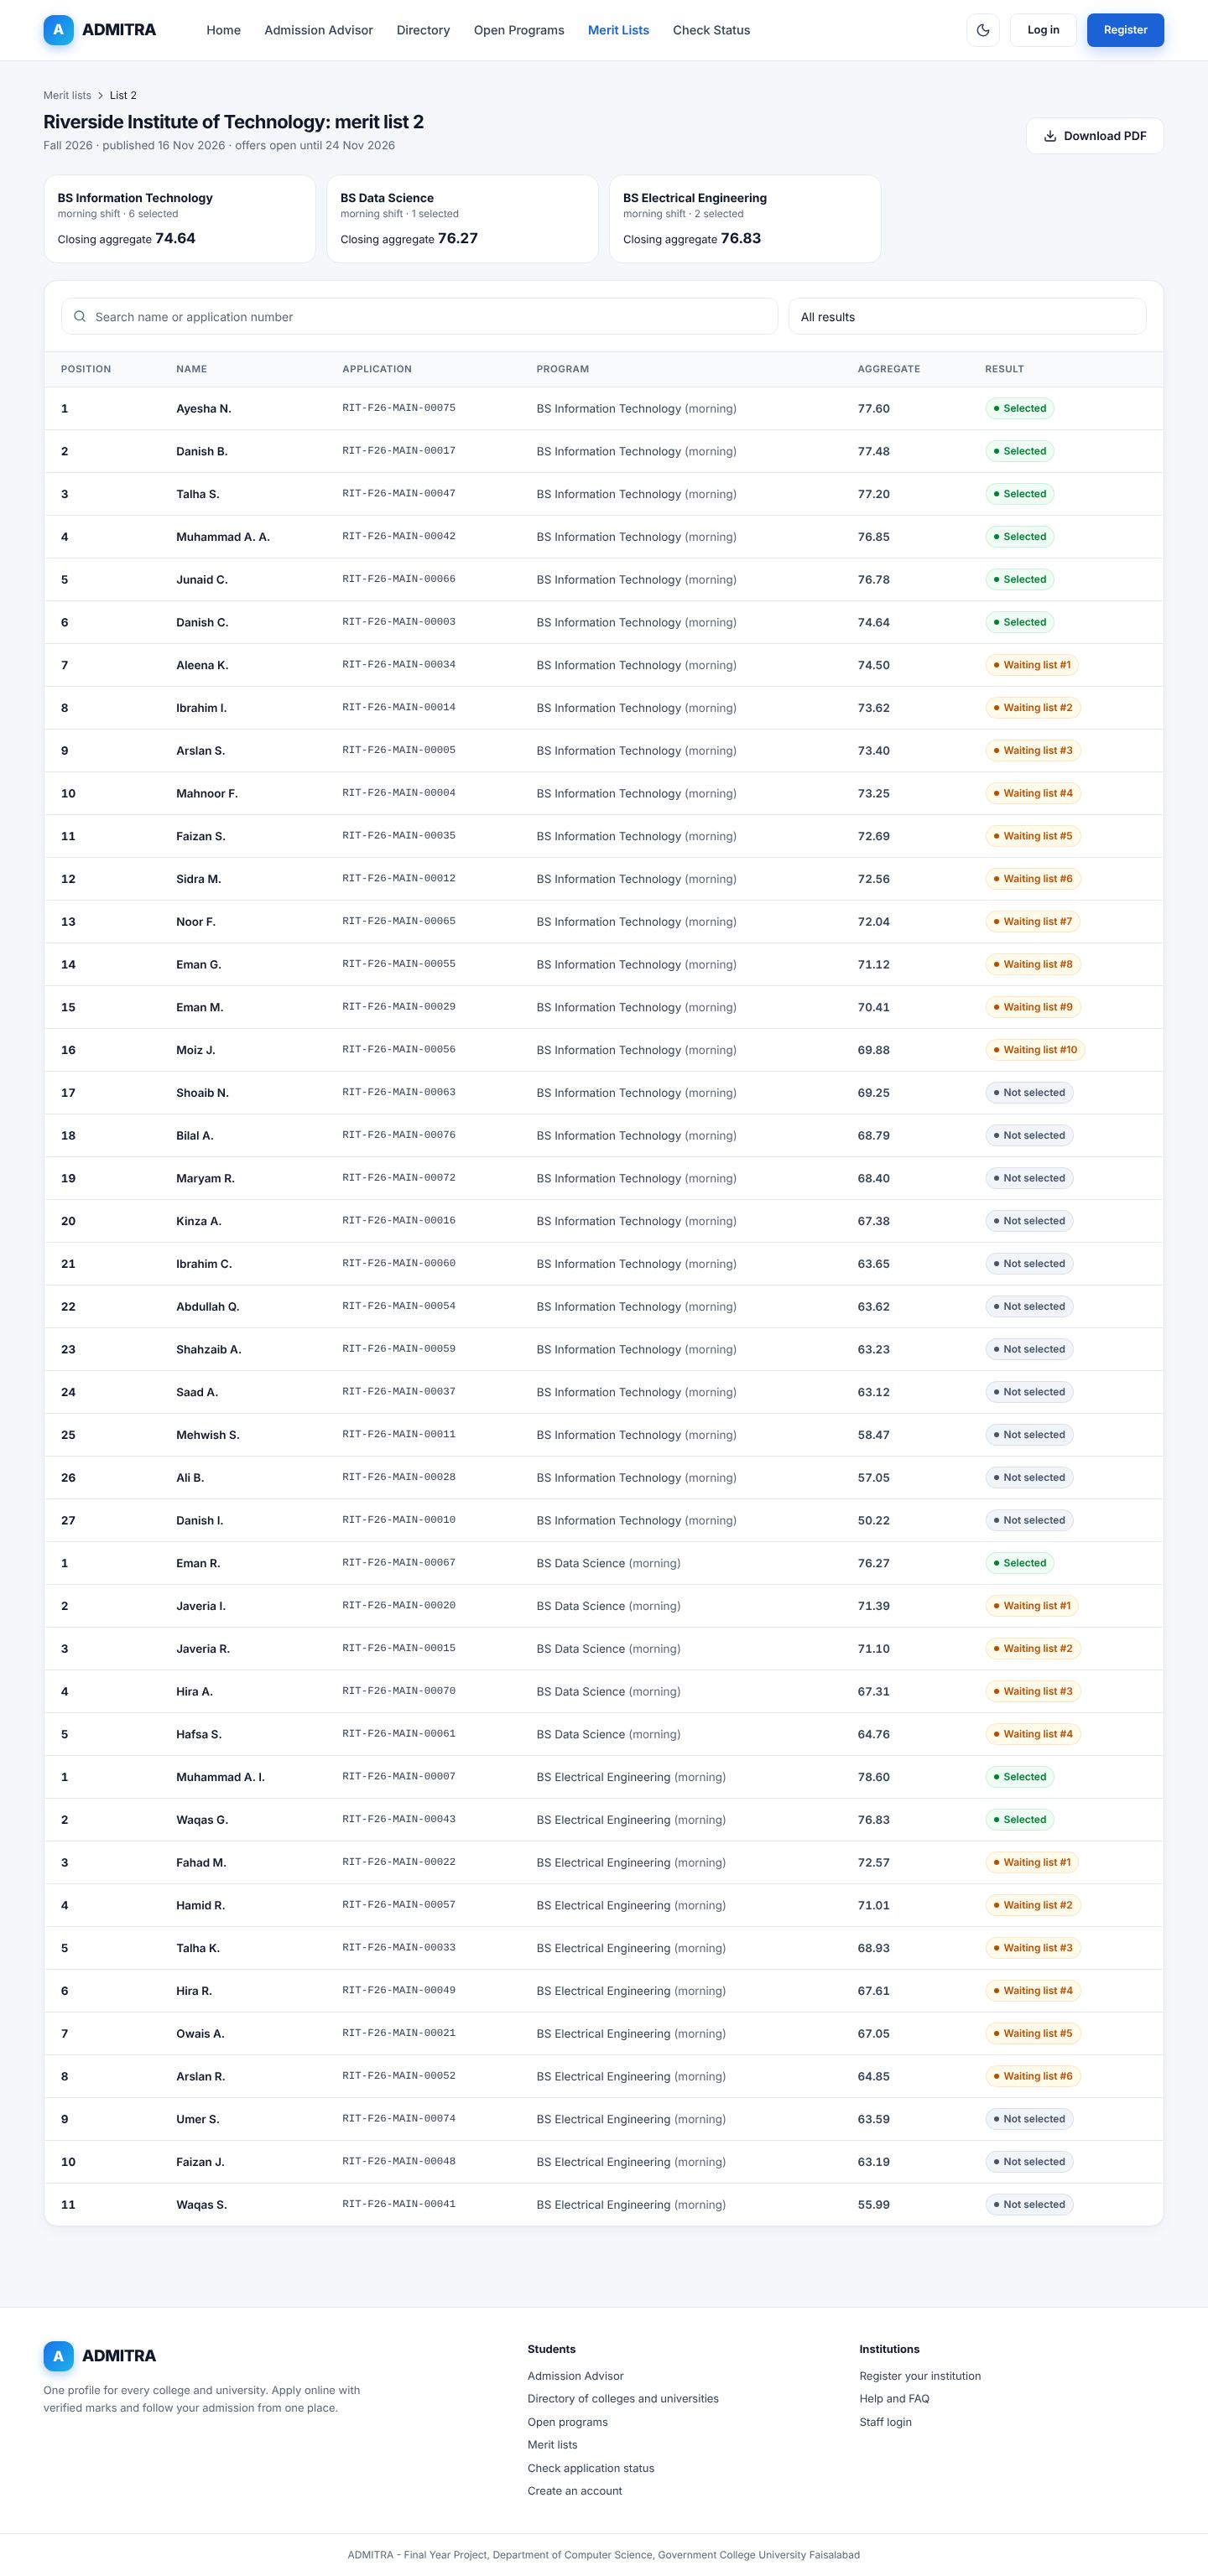 A ADMITRA Home Admission Advisor Directory Open Programs Merit Lists Check Status Log in Register
Merit lists > List 2
Riverside Institute of Technology: merit list 2
Fall 2026 · published 16 Nov 2026 · offers open until 24 Nov 2026
Download PDF
BS Information Technology
morning shift · 6 selected
Closing aggregate 74.64
BS Data Science
morning shift · 1 selected
Closing aggregate 76.27
BS Electrical Engineering
morning shift · 2 selected
Closing aggregate 76.83
Search name or application number All results
POSITION NAME APPLICATION PROGRAM AGGREGATE RESULT
1 Ayesha N. RIT-F26-MAIN-00075 BS Information Technology (morning) 77.60 Selected
2 Danish B. RIT-F26-MAIN-00017 BS Information Technology (morning) 77.48 Selected
3 Talha S. RIT-F26-MAIN-00047 BS Information Technology (morning) 77.20 Selected
4 Muhammad A. A. RIT-F26-MAIN-00042 BS Information Technology (morning) 76.85 Selected
5 Junaid C. RIT-F26-MAIN-00066 BS Information Technology (morning) 76.78 Selected
6 Danish C. RIT-F26-MAIN-00003 BS Information Technology (morning) 74.64 Selected
7 Aleena K. RIT-F26-MAIN-00034 BS Information Technology (morning) 74.50 Waiting list #1
8 Ibrahim I. RIT-F26-MAIN-00014 BS Information Technology (morning) 73.62 Waiting list #2
9 Arslan S. RIT-F26-MAIN-00005 BS Information Technology (morning) 73.40 Waiting list #3
10 Mahnoor F. RIT-F26-MAIN-00004 BS Information Technology (morning) 73.25 Waiting list #4
11 Faizan S. RIT-F26-MAIN-00035 BS Information Technology (morning) 72.69 Waiting list #5
12 Sidra M. RIT-F26-MAIN-00012 BS Information Technology (morning) 72.56 Waiting list #6
13 Noor F. RIT-F26-MAIN-00065 BS Information Technology (morning) 72.04 Waiting list #7
14 Eman G. RIT-F26-MAIN-00055 BS Information Technology (morning) 71.12 Waiting list #8
15 Eman M. RIT-F26-MAIN-00029 BS Information Technology (morning) 70.41 Waiting list #9
16 Moiz J. RIT-F26-MAIN-00056 BS Information Technology (morning) 69.88 Waiting list #10
17 Shoaib N. RIT-F26-MAIN-00063 BS Information Technology (morning) 69.25 Not selected
18 Bilal A. RIT-F26-MAIN-00076 BS Information Technology (morning) 68.79 Not selected
19 Maryam R. RIT-F26-MAIN-00072 BS Information Technology (morning) 68.40 Not selected
20 Kinza A. RIT-F26-MAIN-00016 BS Information Technology (morning) 67.38 Not selected
21 Ibrahim C. RIT-F26-MAIN-00060 BS Information Technology (morning) 63.65 Not selected
22 Abdullah Q. RIT-F26-MAIN-00054 BS Information Technology (morning) 63.62 Not selected
23 Shahzaib A. RIT-F26-MAIN-00059 BS Information Technology (morning) 63.23 Not selected
24 Saad A. RIT-F26-MAIN-00037 BS Information Technology (morning) 63.12 Not selected
25 Mehwish S. RIT-F26-MAIN-00011 BS Information Technology (morning) 58.47 Not selected
26 Ali B. RIT-F26-MAIN-00028 BS Information Technology (morning) 57.05 Not selected
27 Danish I. RIT-F26-MAIN-00010 BS Information Technology (morning) 50.22 Not selected
1 Eman R. RIT-F26-MAIN-00067 BS Data Science (morning) 76.27 Selected
2 Javeria I. RIT-F26-MAIN-00020 BS Data Science (morning) 71.39 Waiting list #1
3 Javeria R. RIT-F26-MAIN-00015 BS Data Science (morning) 71.10 Waiting list #2
4 Hira A. RIT-F26-MAIN-00070 BS Data Science (morning) 67.31 Waiting list #3
5 Hafsa S. RIT-F26-MAIN-00061 BS Data Science (morning) 64.76 Waiting list #4
1 Muhammad A. I. RIT-F26-MAIN-00007 BS Electrical Engineering (morning) 78.60 Selected
2 Waqas G. RIT-F26-MAIN-00043 BS Electrical Engineering (morning) 76.83 Selected
3 Fahad M. RIT-F26-MAIN-00022 BS Electrical Engineering (morning) 72.57 Waiting list #1
4 Hamid R. RIT-F26-MAIN-00057 BS Electrical Engineering (morning) 71.01 Waiting list #2
5 Talha K. RIT-F26-MAIN-00033 BS Electrical Engineering (morning) 68.93 Waiting list #3
6 Hira R. RIT-F26-MAIN-00049 BS Electrical Engineering (morning) 67.61 Waiting list #4
7 Owais A. RIT-F26-MAIN-00021 BS Electrical Engineering (morning) 67.05 Waiting list #5
8 Arslan R. RIT-F26-MAIN-00052 BS Electrical Engineering (morning) 64.85 Waiting list #6
9 Umer S. RIT-F26-MAIN-00074 BS Electrical Engineering (morning) 63.59 Not selected
10 Faizan J. RIT-F26-MAIN-00048 BS Electrical Engineering (morning) 63.19 Not selected
11 Waqas S. RIT-F26-MAIN-00041 BS Electrical Engineering (morning) 55.99 Not selected
A ADMITRA
One profile for every college and university. Apply online with
verified marks and follow your admission from one place.
Students
Admission Advisor
Directory of colleges and universities
Open programs
Merit lists
Check application status
Create an account
Institutions
Register your institution
Help and FAQ
Staff login
ADMITRA - Final Year Project, Department of Computer Science, Government College University Faisalabad